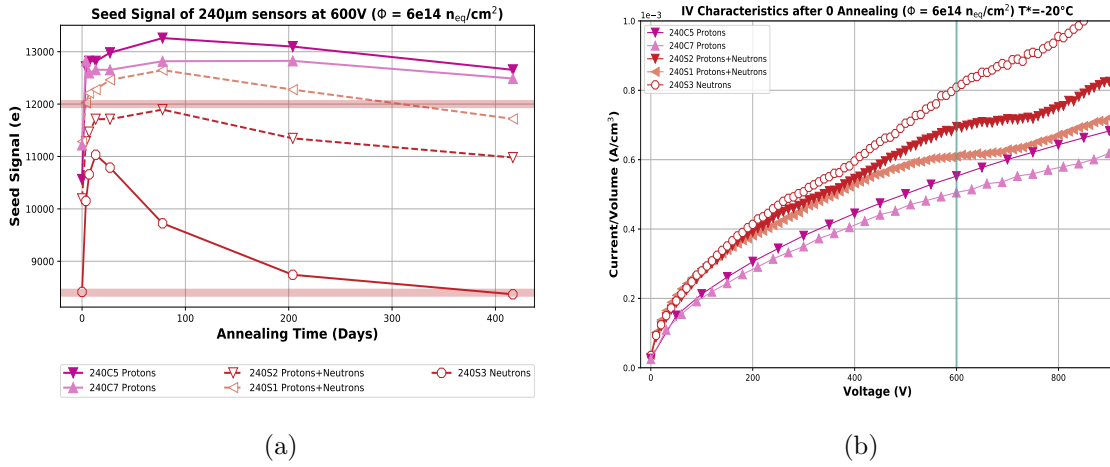 Seed Signal of 240μm sensors at 600V (Φ = 6e14 n_eq/cm²)
Seed Signal (e)
13000
12000
11000
10000
9000
0 100 200 300 400
Annealing Time (Days)
240C5 Protons
240C7 Protons
240S2 Protons+Neutrons
240S1 Protons+Neutrons
240S3 Neutrons
(a)
IV Characteristics after 0 Annealing (Φ = 6e14 n_eq/cm²) T*=-20°C
1e−3
240C5 Protons
240C7 Protons
240S2 Protons+Neutrons
240S1 Protons+Neutrons
240S3 Neutrons
Current/Volume (A/cm³)
1.0
0.8
0.6
0.4
0.2
0.0
0 200 400 600 800
Voltage (V)
(b)